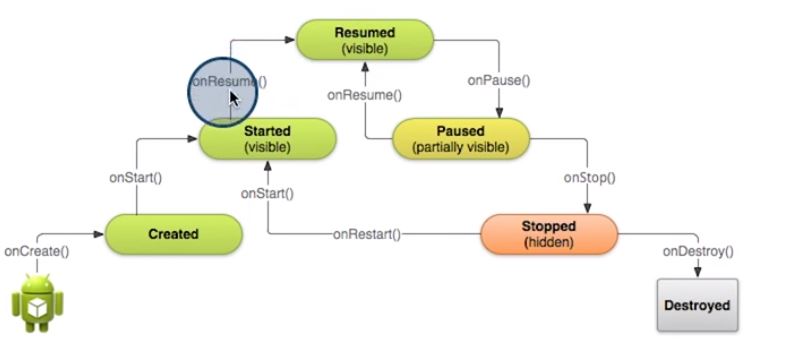 Resumed
(visible)
onResume()
onPause()
onResume()
Started
(visible)
Paused
(partially visible)
onStart()
onStart()
onStop()
Created
onRestart()
Stopped
(hidden)
onCreate()
onDestroy()
Destroyed